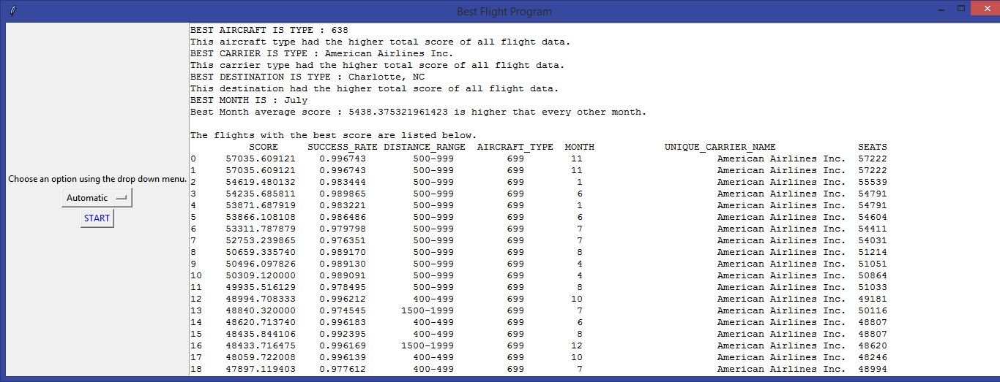 Best Flight Program
BEST AIRCRAFT IS TYPE : 638
This aircraft type had the higher total score of all flight data.
BEST CARRIER IS TYPE : American Airlines Inc.
This carrier type had the higher total score of all flight data.
BEST DESTINATION IS TYPE : Charlotte, NC
This destination had the higher total score of all flight data.
BEST MONTH IS : July
Best Month average score : 5438.375321961423 is higher that every other month.
The flights with the best score are listed below.
SCORE SUCCESS_RATE DISTANCE_RANGE AIRCRAFT_TYPE MONTH UNIQUE_CARRIER_NAME SEATS
0 57035.609121 0.996743 500-999 699 11 American Airlines Inc. 57222
1 57035.609121 0.996743 500-999 699 11 American Airlines Inc. 57222
2 54619.480132 0.983444 500-999 699 1 American Airlines Inc. 55539
3 54235.685811 0.989865 500-999 699 6 American Airlines Inc. 54791
4 53871.687919 0.983221 500-999 699 1 American Airlines Inc. 54791
5 53866.108108 0.986486 500-999 699 6 American Airlines Inc. 54604
6 53311.787879 0.979798 500-999 699 7 American Airlines Inc. 54411
7 52753.239865 0.976351 500-999 699 7 American Airlines Inc. 54031
8 50659.335740 0.989170 500-999 699 8 American Airlines Inc. 51214
9 50496.097826 0.989130 500-999 699 4 American Airlines Inc. 51051
10 50309.120000 0.989091 500-999 699 4 American Airlines Inc. 50864
11 49935.516129 0.978495 500-999 699 8 American Airlines Inc. 51033
12 48994.708333 0.996212 400-499 699 10 American Airlines Inc. 49181
13 48840.320000 0.974545 1500-1999 699 7 American Airlines Inc. 50116
14 48620.713740 0.996183 400-499 699 6 American Airlines Inc. 48807
15 48435.844106 0.992395 400-499 699 8 American Airlines Inc. 48807
16 48433.716475 0.996169 1500-1999 699 12 American Airlines Inc. 48620
17 48059.722008 0.996139 400-499 699 10 American Airlines Inc. 48246
18 47897.119403 0.977612 400-499 699 7 American Airlines Inc. 48994
Choose an option using the drop down menu.
Automatic
START